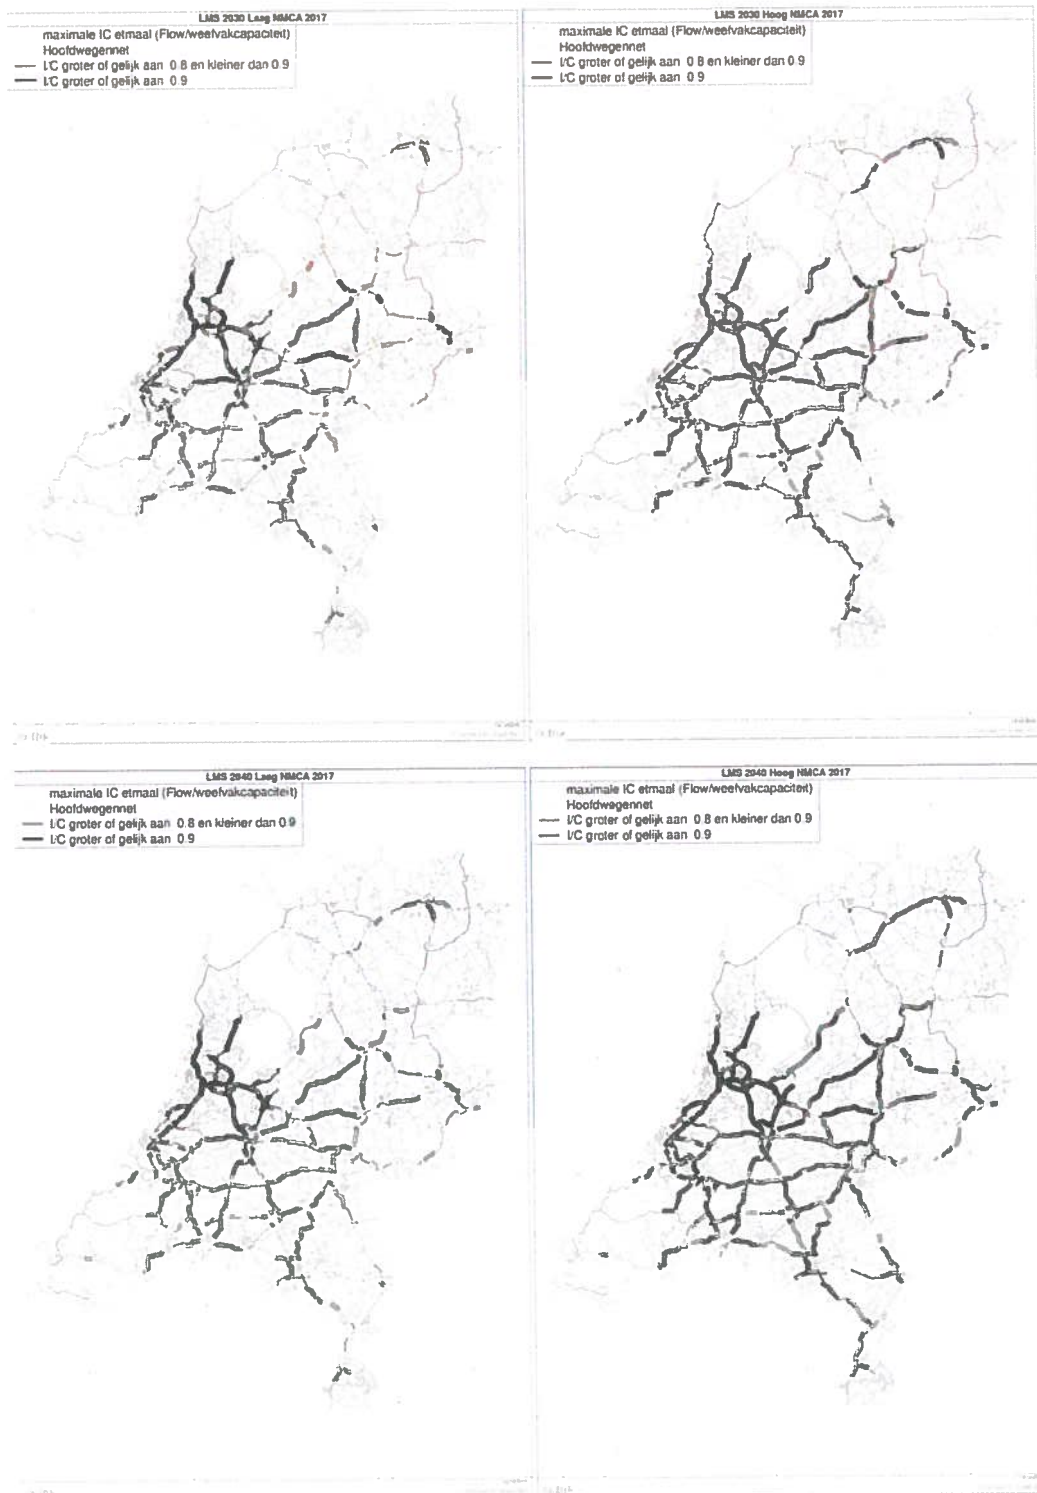 LMS 2030 Laag NMCA 2017
maximale IC etmaal (Flow/weefvakcapaciteit)
Hoofdwegennet
I/C groter of gelijk aan 0.8 en kleiner dan 0.9
I/C groter of gelijk aan 0.9
LMS 2030 Hoog NMCA 2017
maximale IC etmaal (Flow/weefvakcapaciteit)
Hoofdwegennet
I/C groter of gelijk aan 0.8 en kleiner dan 0.9
I/C groter of gelijk aan 0.9
LMS 2040 Laag NMCA 2017
maximale IC etmaal (Flow/weefvakcapaciteit)
Hoofdwegennet
I/C groter of gelijk aan 0.8 en kleiner dan 0.9
I/C groter of gelijk aan 0.9
LMS 2040 Hoog NMCA 2017
maximale IC etmaal (Flow/weefvakcapaciteit)
Hoofdwegennet
I/C groter of gelijk aan 0.8 en kleiner dan 0.9
I/C groter of gelijk aan 0.9